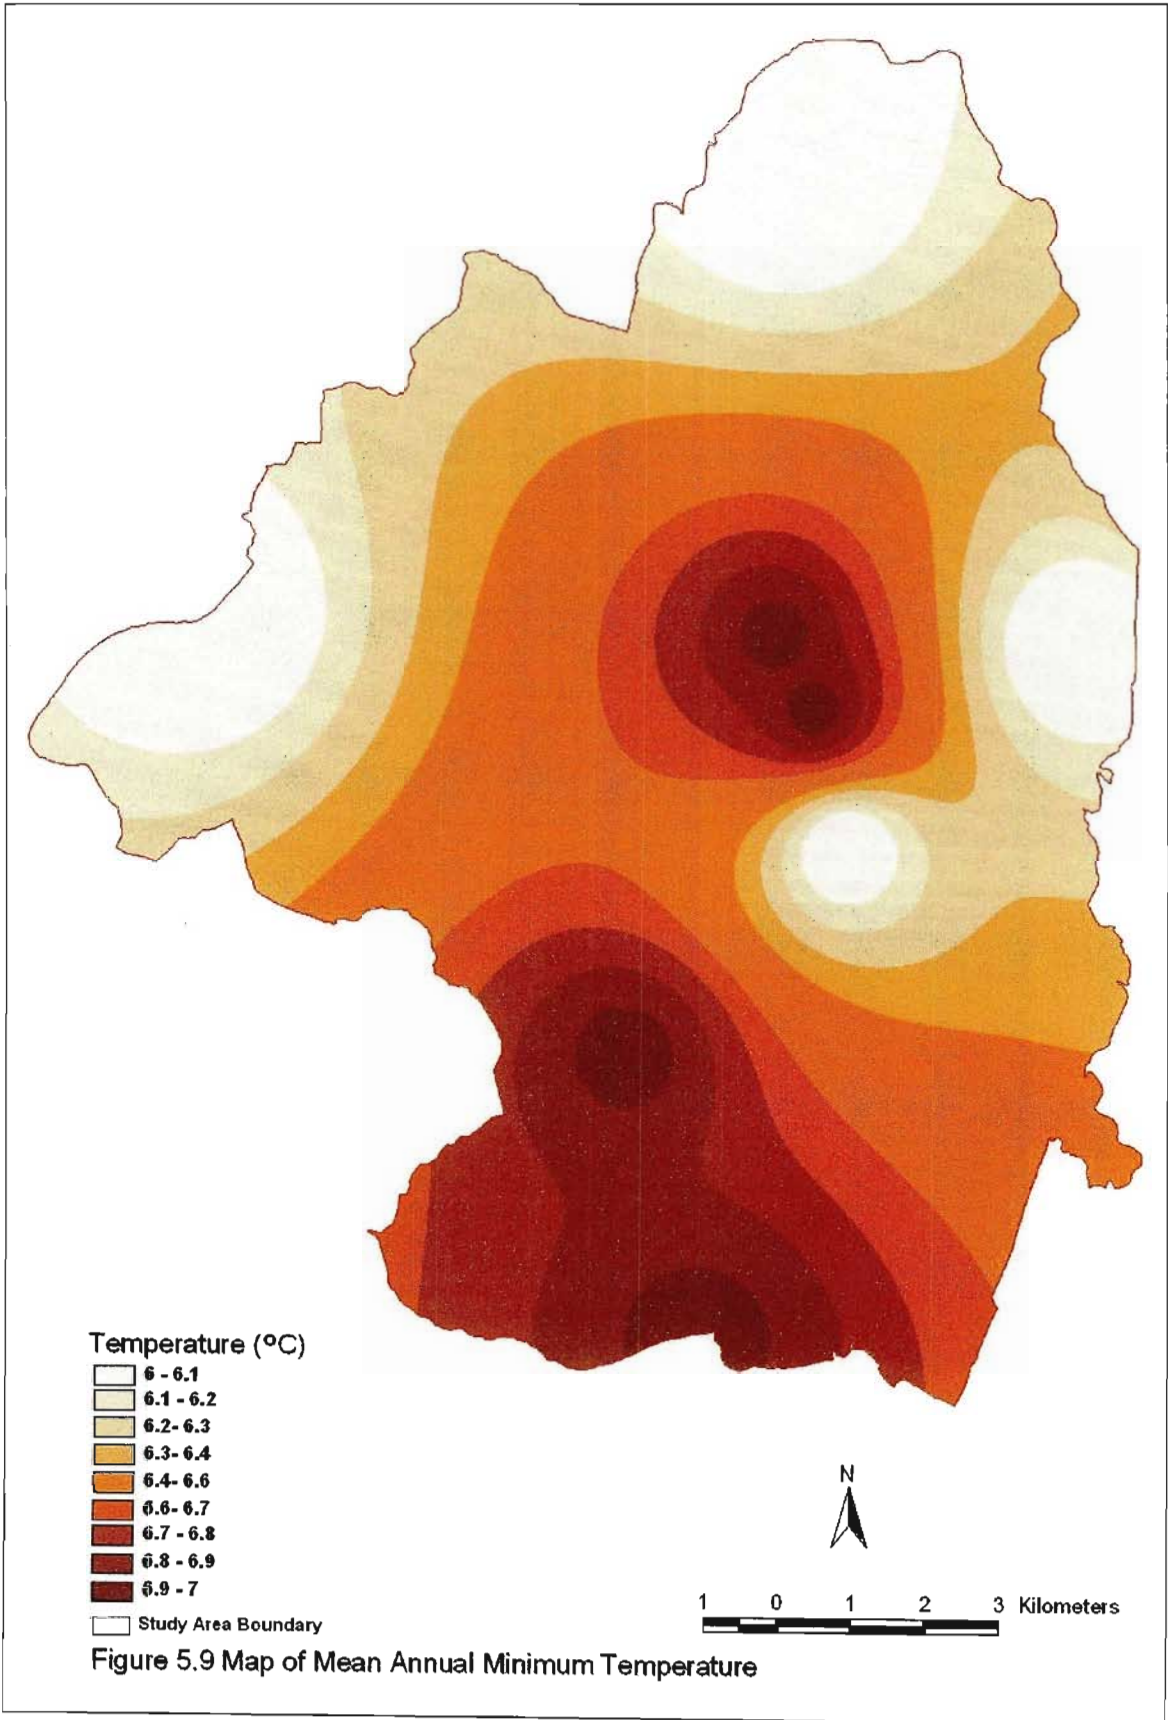 Temperature (ºC)
6 - 6.1
6.1 - 6.2
6.2- 6.3
6.3- 6.4
6.4- 6.6
6.6- 6.7
6.7 - 6.8
6.8 - 6.9
6.9 - 7
Study Area Boundary
N
1 0 1 2 3 Kilometers
Figure 5.9 Map of Mean Annual Minimum Temperature